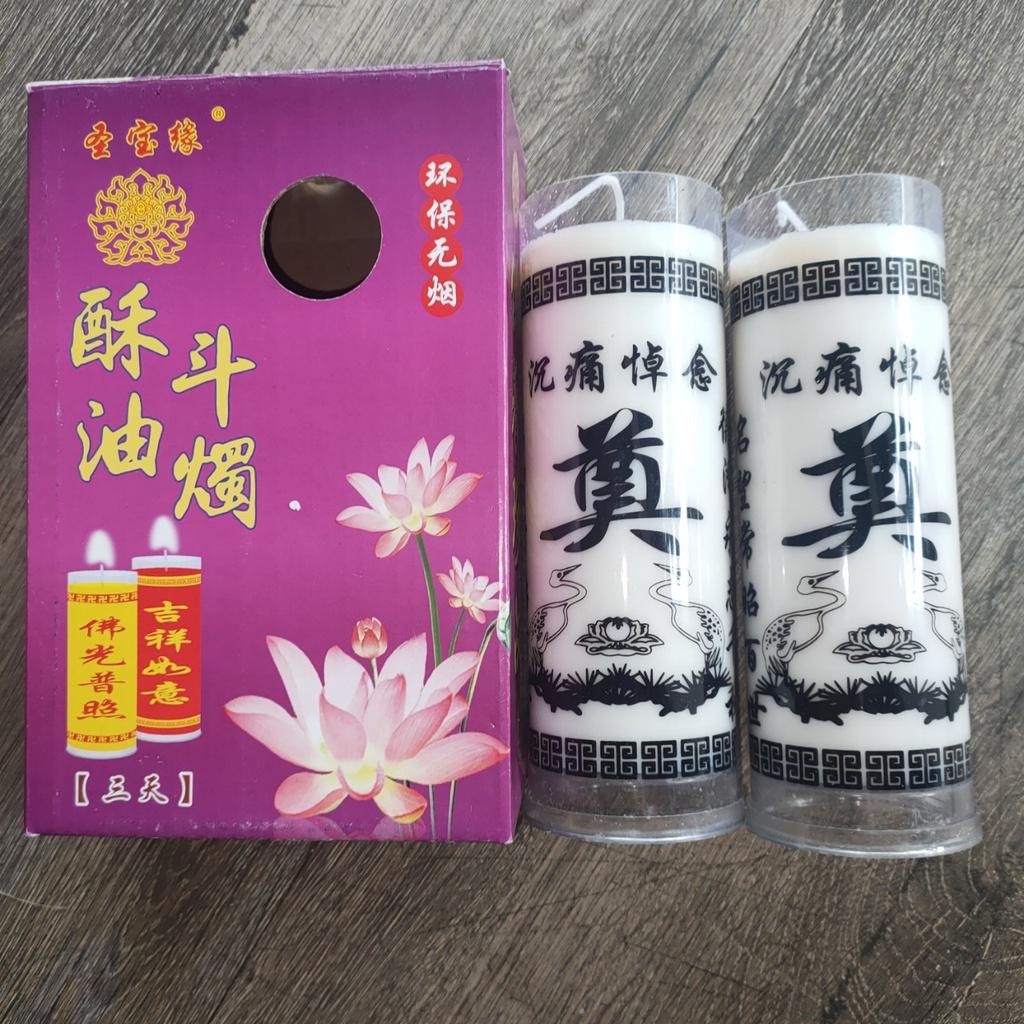 圣宝缘®
环保无烟
酥油
斗燭
佛光普照
吉祥如意
【三天】
沉痛悼念
奠
沉痛悼念
奠